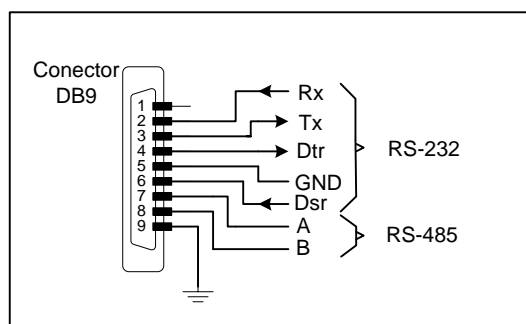 Conector
DB9
1
2
3
4
5
6
7
8
9
Rx
Tx
Dtr
GND
Dsr
A
B
RS-232
RS-485